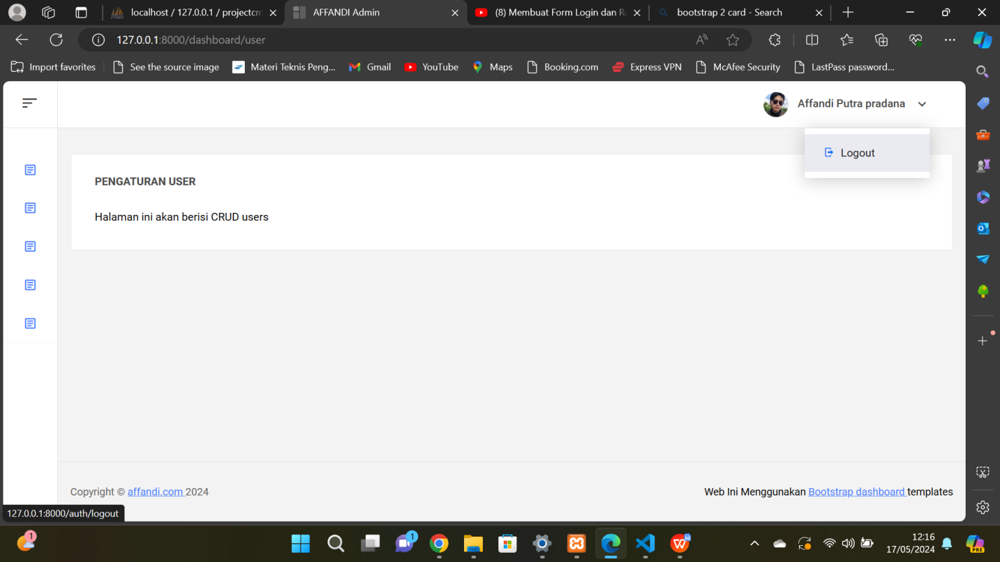 localhost / 127.0.0.1 / projectcm
AFFANDI Admin
(8) Membuat Form Login dan R
bootstrap 2 card - Search
127.0.0.1:8000/dashboard/user
Import favorites
See the source image
Materi Teknis Peng...
Gmail
YouTube
Maps
Booking.com
Express VPN
McAfee Security
LastPass password...
Affandi Putra pradana
Logout
PENGATURAN USER
Halaman ini akan berisi CRUD users
Copyright © affandi.com 2024
Web Ini Menggunakan Bootstrap dashboard templates
127.0.0.1:8000/auth/logout
1
1
12:16
17/05/2024
PRE